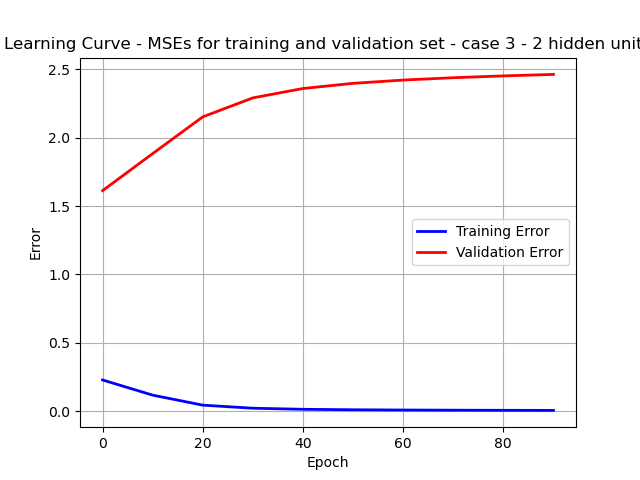 Learning Curve - MSEs for training and validation set - case 3 - 2 hidden unit
2.5
2.0
1.5
1.0
0.5
0.0
Error
Training Error
Validation Error
0 20 40 60 80
Epoch